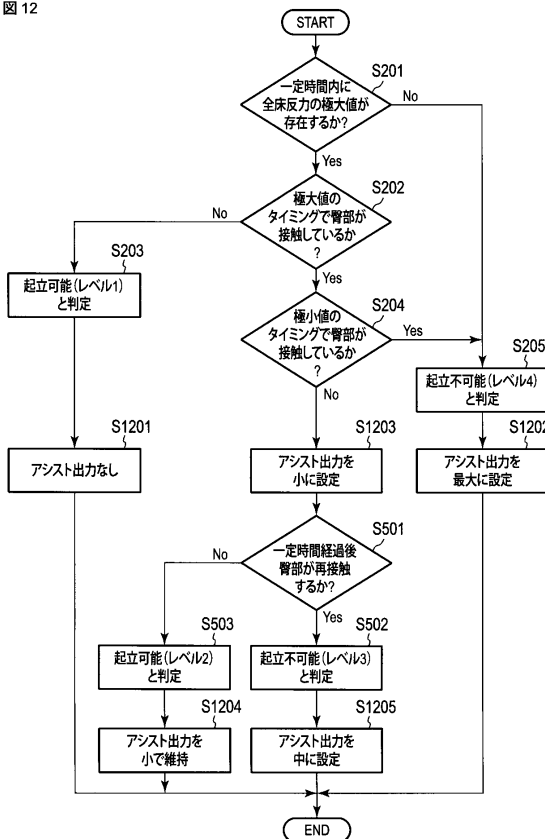 図 12
START
S201
一定時間内に
全床反力の極大値が
存在するか?
No
Yes
S202
極大値の
タイミングで臀部が
接触しているか
?
No
Yes
S203
起立可能(レベル1)
と判定
S204
極小値の
タイミングで臀部が
接触しているか
?
Yes
No
S205
起立不可能(レベル4)
と判定
S1201
アシスト出力なし
S1203
アシスト出力を
小に設定
S1202
アシスト出力を
最大に設定
S501
一定時間経過後
臀部が再接触
するか?
No
Yes
S503
起立可能(レベル2)
と判定
S502
起立不可能(レベル3)
と判定
S1204
アシスト出力を
小で維持
S1205
アシスト出力を
中に設定
END